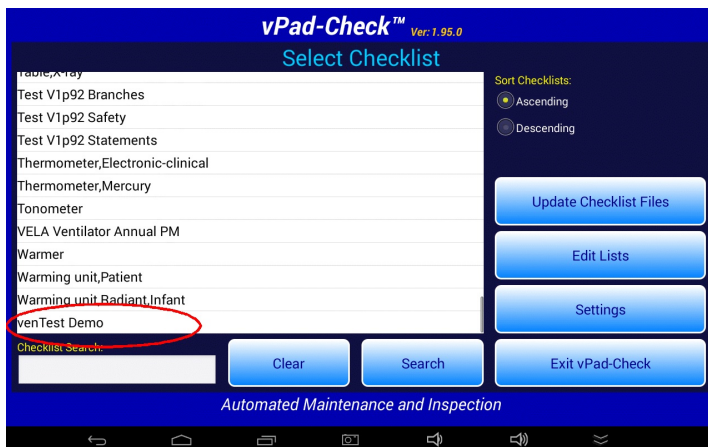 vPad-Check™ Ver: 1.95.0
Select Checklist
Table,X-ray
Test V1p92 Branches
Test V1p92 Safety
Test V1p92 Statements
Thermometer,Electronic-clinical
Thermometer,Mercury
Tonometer
VELA Ventilator Annual PM
Warmer
Warming unit,Patient
Warming unit,Radiant,Infant
venTest Demo
Sort Checklists:
Ascending
Descending
Update Checklist Files
Edit Lists
Settings
Checklist Search:
Clear
Search
Exit vPad-Check
Automated Maintenance and Inspection